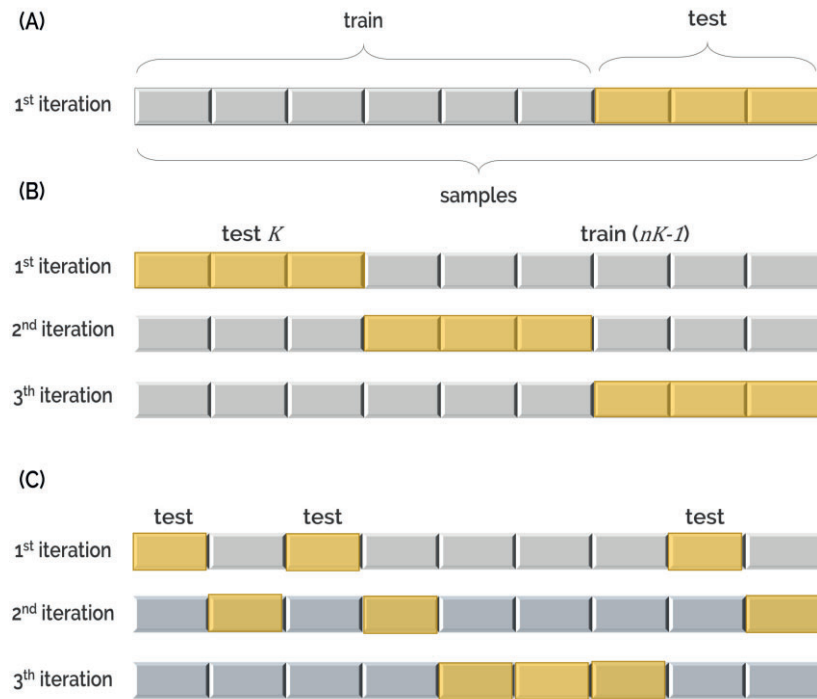 (A)
train
test
1st iteration
samples
(B)
test K
train (nK-1)
1st iteration
2nd iteration
3th iteration
(C)
test
test
test
1st iteration
2nd iteration
3th iteration